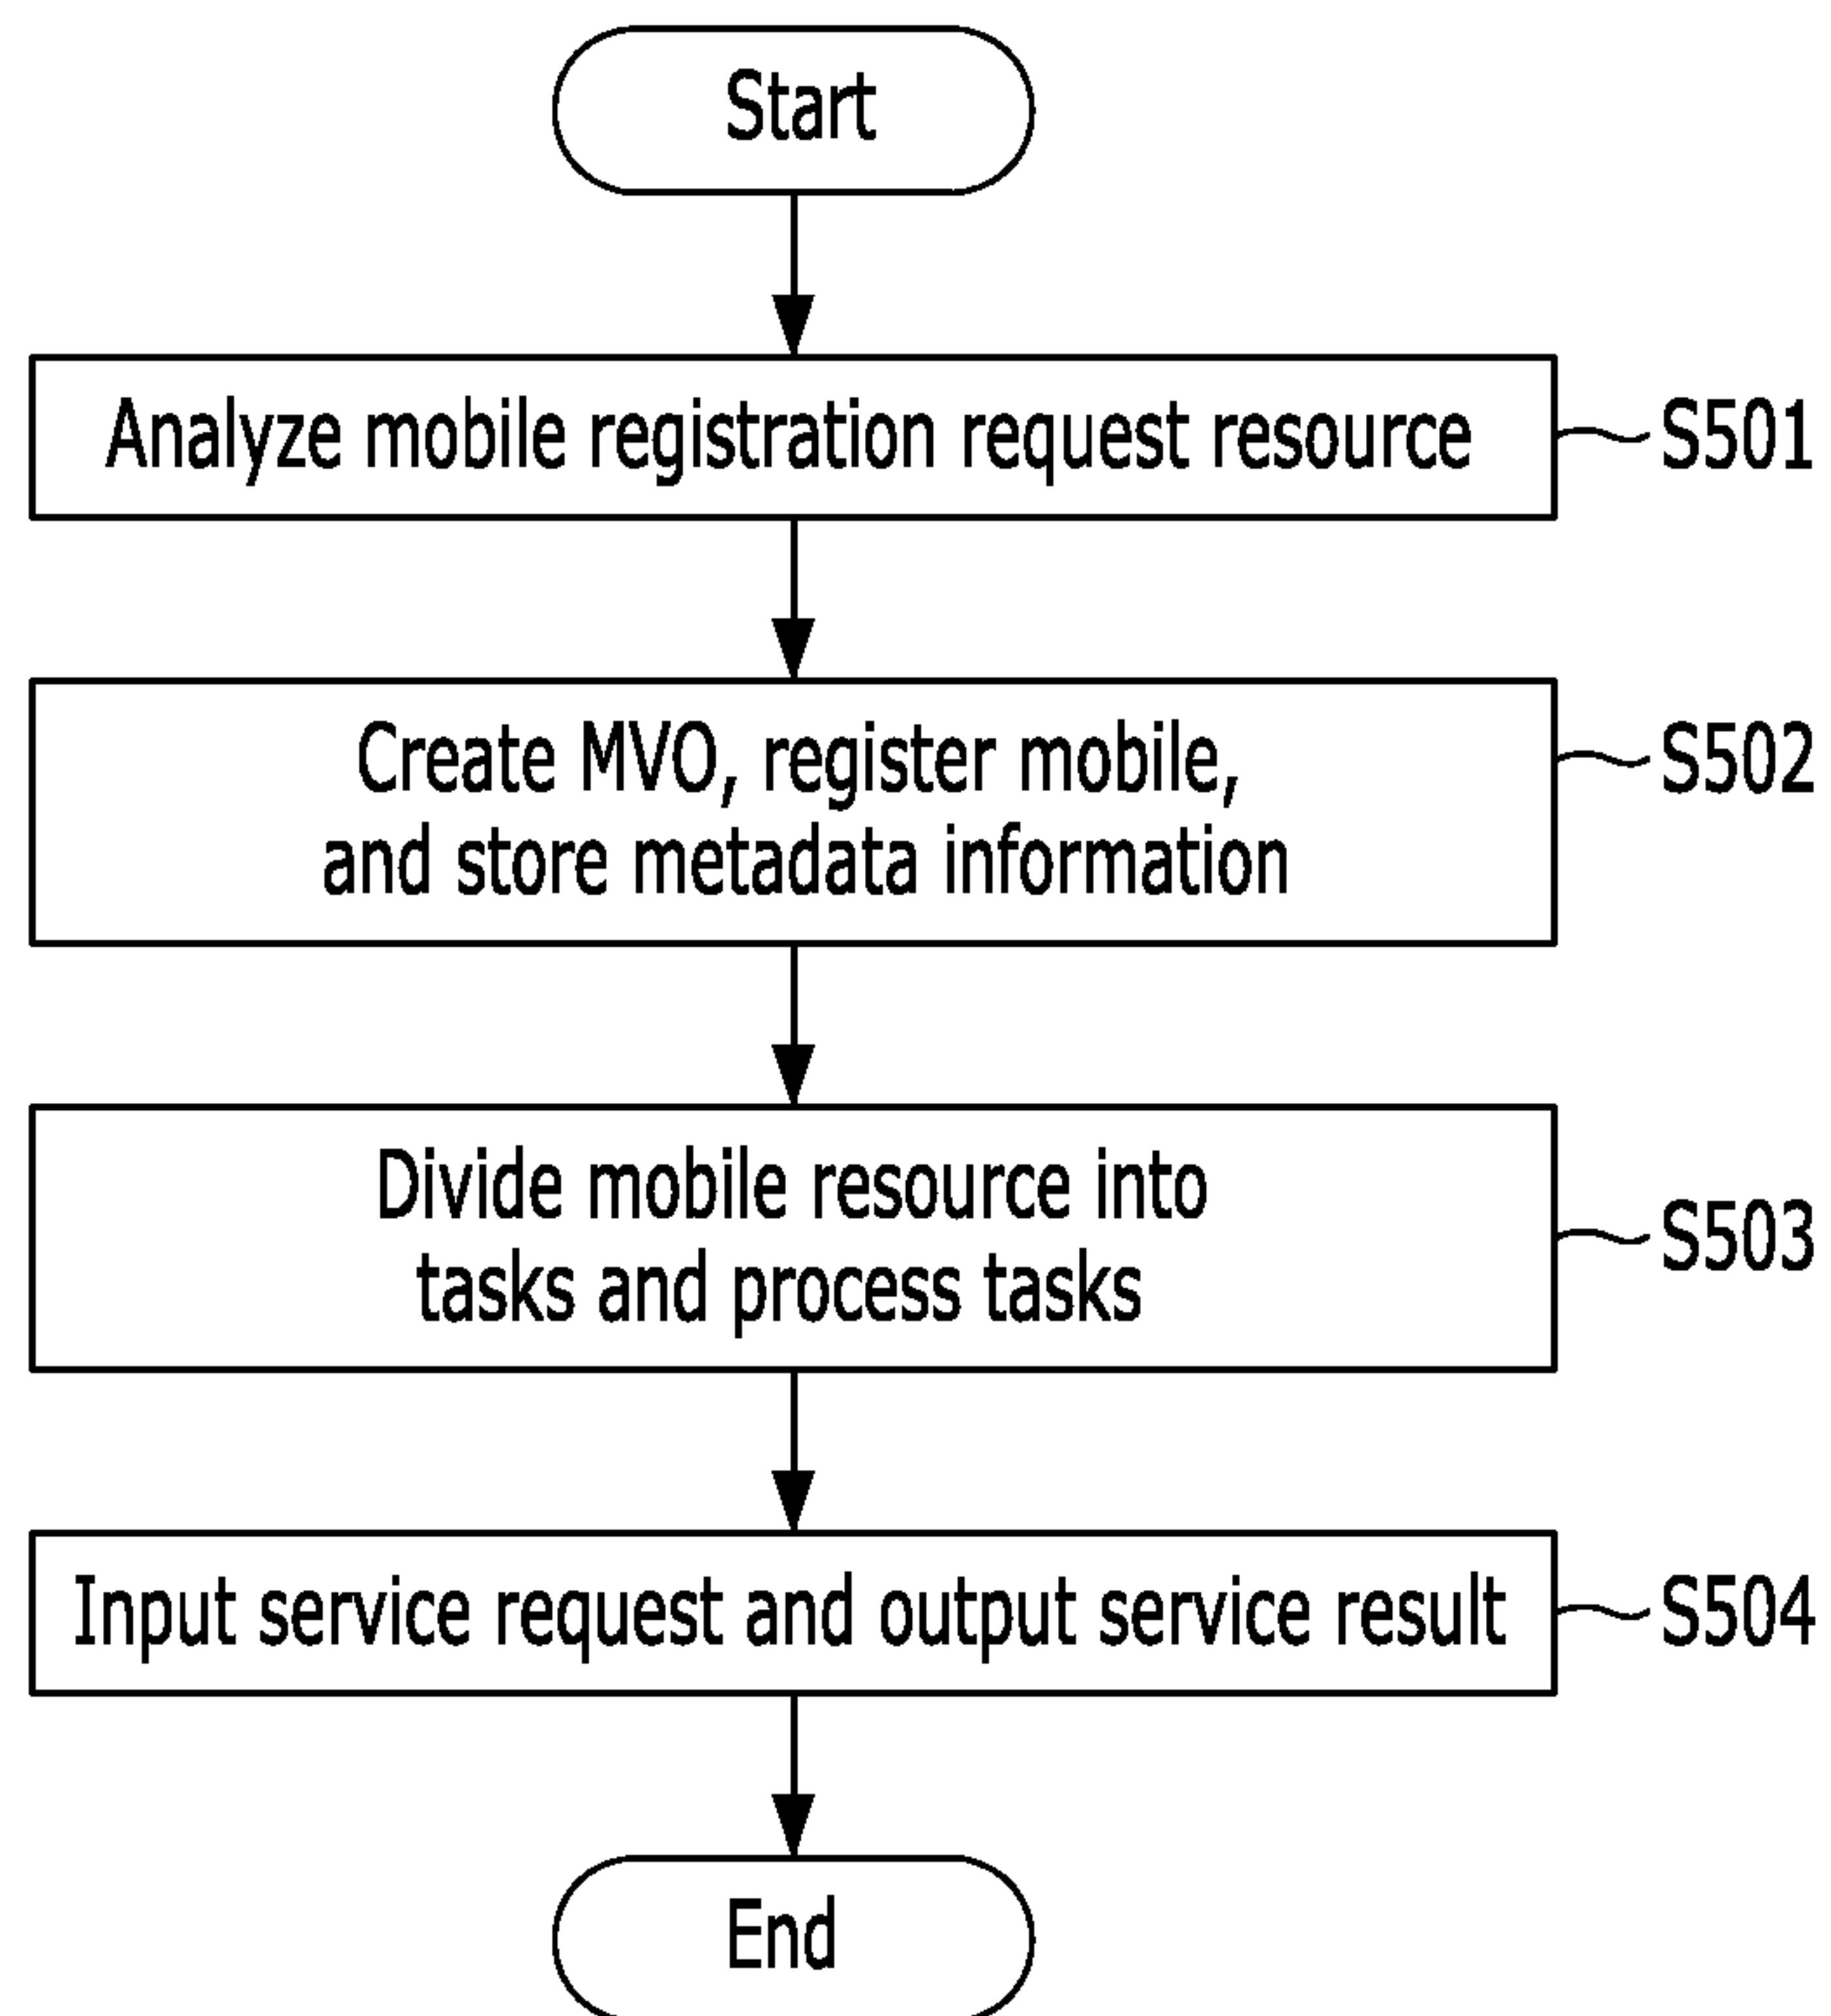 Start
Analyze mobile registration request resource
S501
Create MVO, register mobile,
and store metadata information
S502
Divide mobile resource into
tasks and process tasks
S503
Input service request and output service result
S504
End